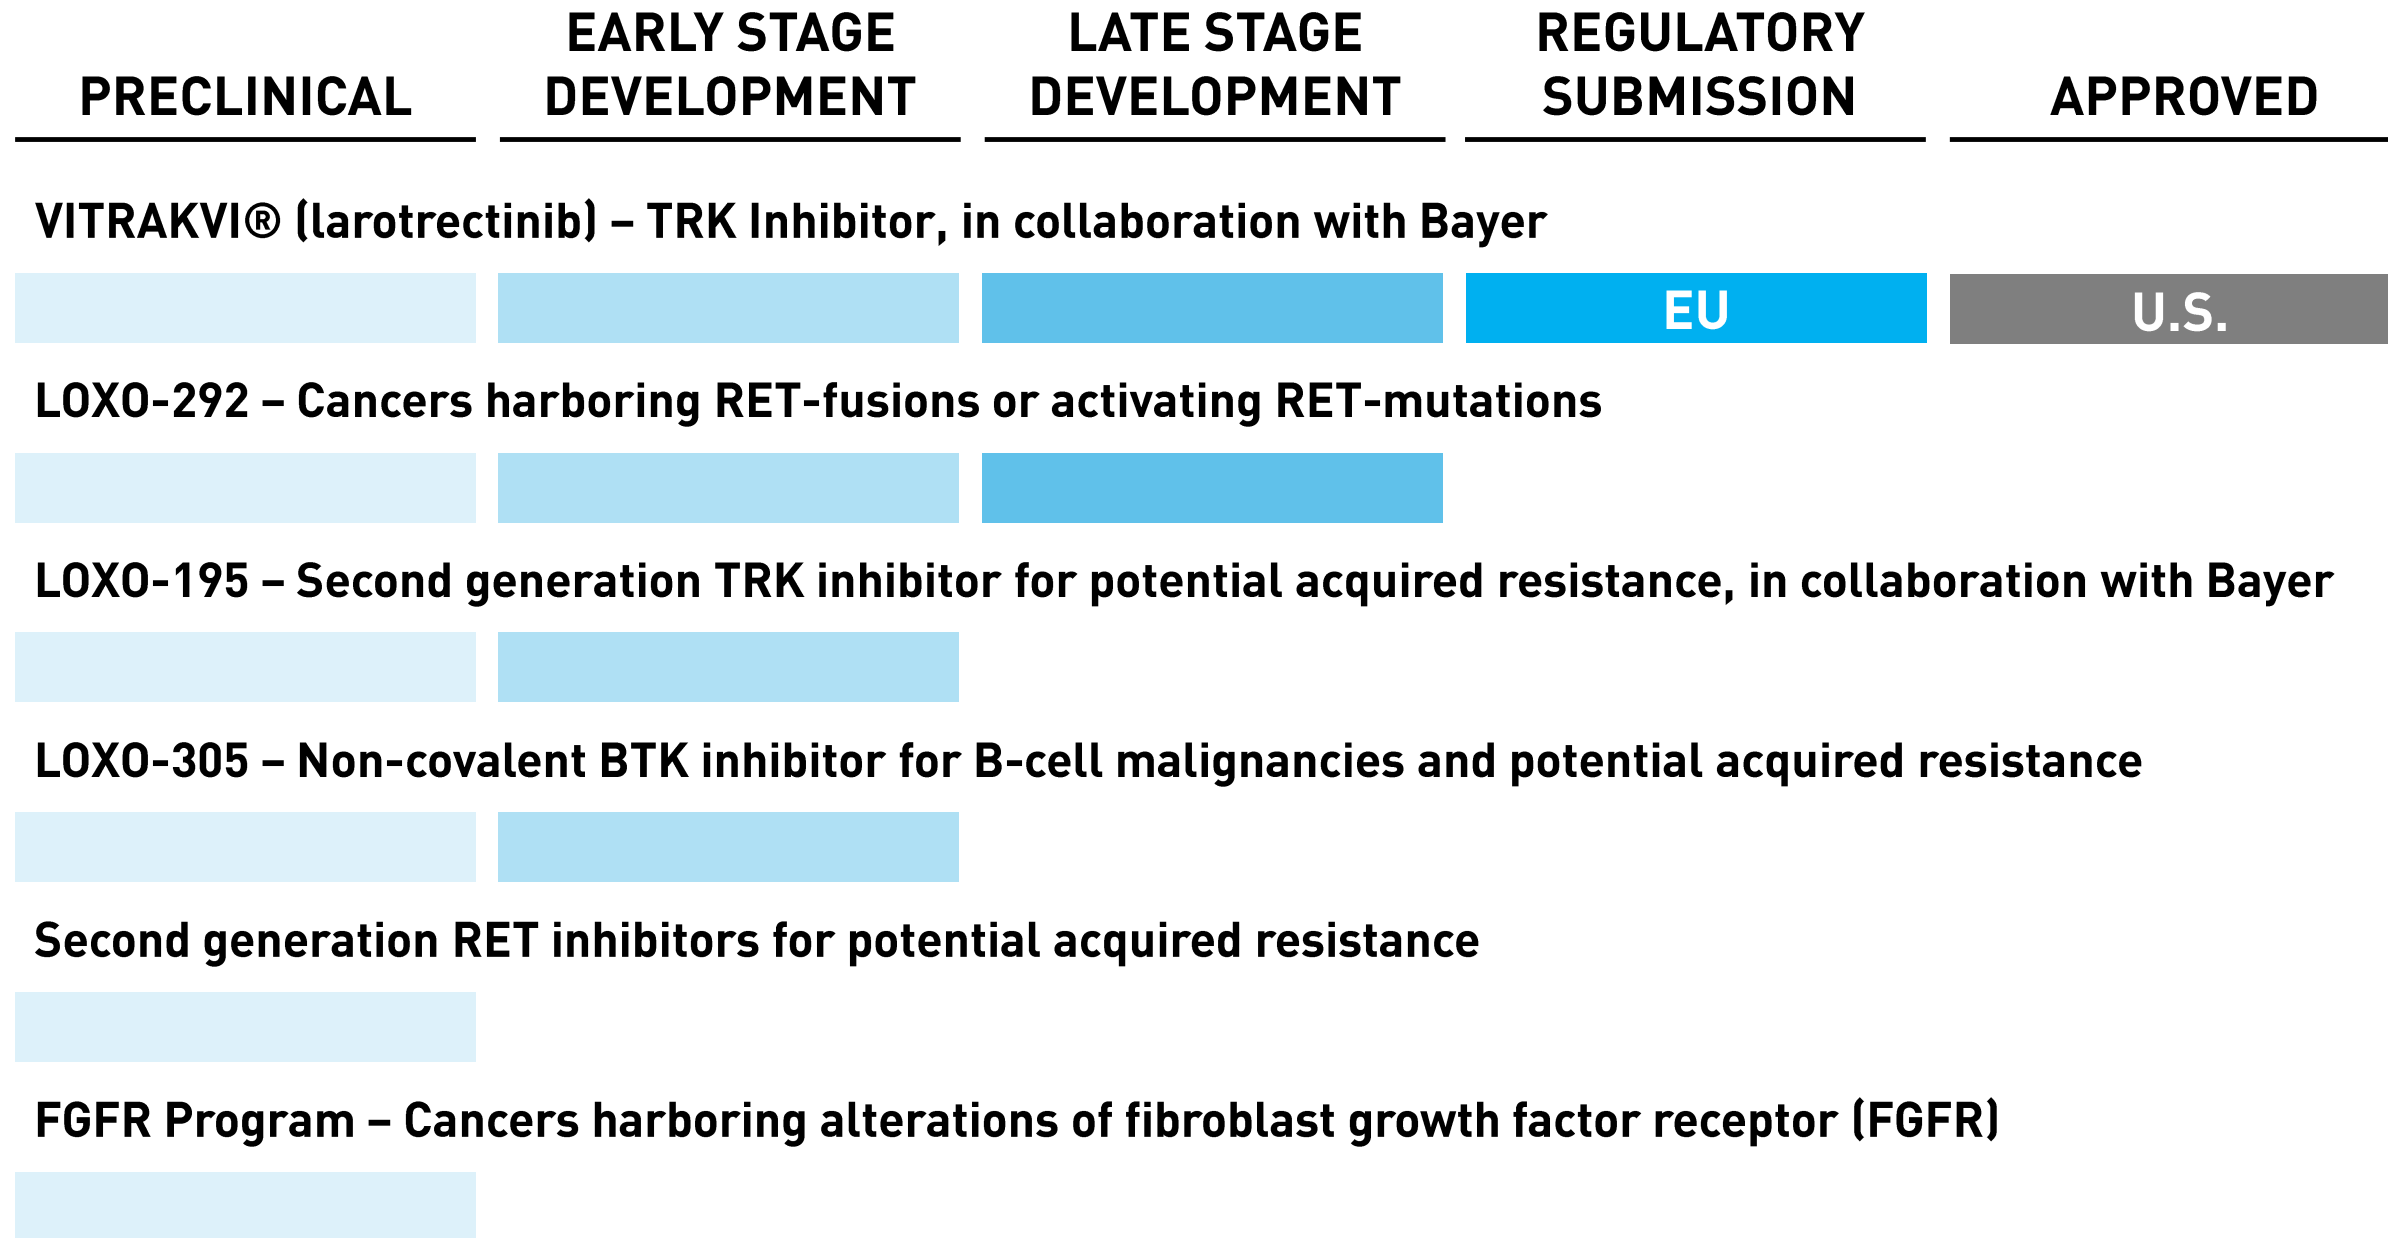 PRECLINICAL
EARLY STAGE
DEVELOPMENT
LATE STAGE
DEVELOPMENT
REGULATORY
SUBMISSION
APPROVED
VITRAKVI® (larotrectinib) – TRK Inhibitor, in collaboration with Bayer
EU
U.S.
LOXO-292 – Cancers harboring RET-fusions or activating RET-mutations
LOXO-195 – Second generation TRK inhibitor for potential acquired resistance, in collaboration with Bayer
LOXO-305 – Non-covalent BTK inhibitor for B-cell malignancies and potential acquired resistance
Second generation RET inhibitors for potential acquired resistance
FGFR Program – Cancers harboring alterations of fibroblast growth factor receptor (FGFR)